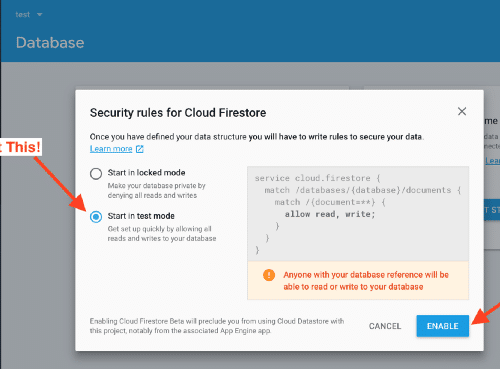 test
Database
Security rules for Cloud Firestore
Once you have defined your data structure you will have to write rules to secure your data.
Learn more
t This!
Start in locked mode
Make your database private by
denying all reads and writes
Start in test mode
Get set up quickly by allowing all
reads and writes to your database
service cloud.firestore {
match /databases/{database}/documents {
match /{document=**} {
allow read, write;
}
}
}
Anyone with your database reference will be
able to read or write to your database
Enabling Cloud Firestore Beta will preclude you from using Cloud Datastore with
this project, notably from the associated App Engine app.
CANCEL
ENABLE
me
data
Lear
T ST